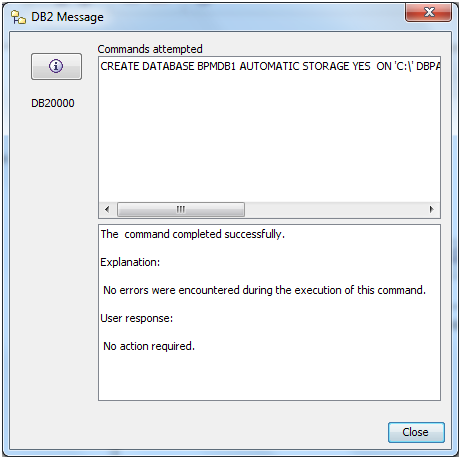 DB2 Message
Commands attempted
CREATE DATABASE BPMDB1 AUTOMATIC STORAGE YES  ON 'C:\' DBPA
DB20000
The  command completed successfully.
Explanation:
No errors were encountered during the execution of this command.
User response:
No action required.
Close